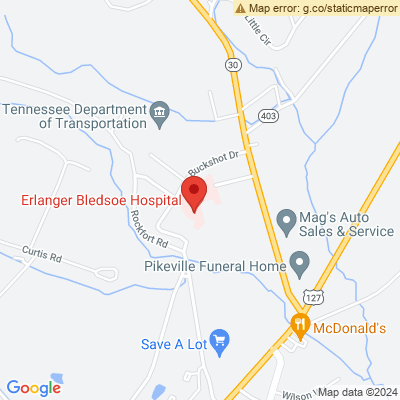 Map error: g.co/staticmaperror
Little Cir
30
Tennessee Department
of Transportation
403
Buckshot Dr
Erlanger Bledsoe Hospital
Rockfort Rd
Mag's Auto
Sales & Service
Curtis Rd
Pikeville Funeral Home
127
McDonald's
Save A Lot
Google
Wilson
Map data ©2024